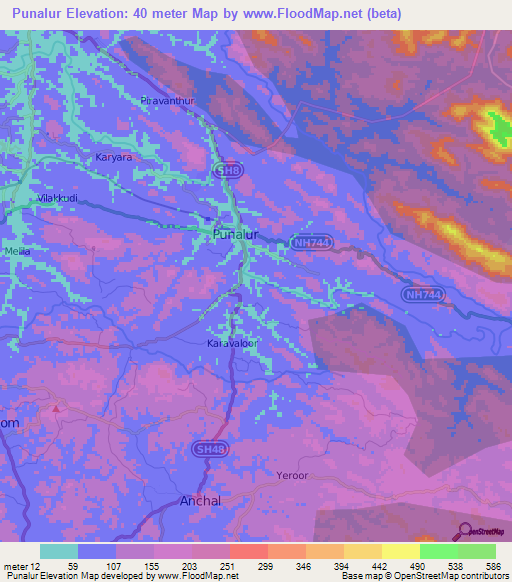 Punalur Elevation: 40 meter Map by www.FloodMap.net (beta)
Piravanthur
Karyara
SH8
Vilakkudi
Punalur
NH744
Melila
NH744
Karavaloor
om
SH48
Yeroor
Anchal
OpenStreetMap
meter 12 59 107 155 203 251 299 346 394 442 490 538 586
Punalur Elevation Map developed by www.FloodMap.net
Base map © OpenStreetMap contributors